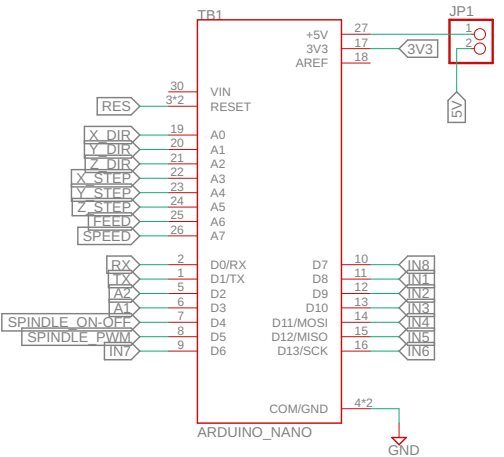 TB1
JP1
+5V 27 1
3V3 17 3V3 2
AREF 18
30 VIN
RES 3*2 RESET
5V
X_DIR 19 A0
Y_DIR 20 A1
Z_DIR 21 A2
X_STEP 22 A3
Y_STEP 23 A4
Z_STEP 24 A5
FEED 25 A6
SPEED 26 A7
RX 2 D0/RX D7 10 IN8
TX 1 D1/TX D8 11 IN1
A2 5 D2 D9 12 IN2
A1 6 D3 D10 13 IN3
SPINDLE_ON-OFF 7 D4 D11/MOSI 14 IN4
SPINDLE_PWM 8 D5 D12/MISO 15 IN5
IN7 9 D6 D13/SCK 16 IN6
COM/GND 4*2
ARDUINO_NANO
GND